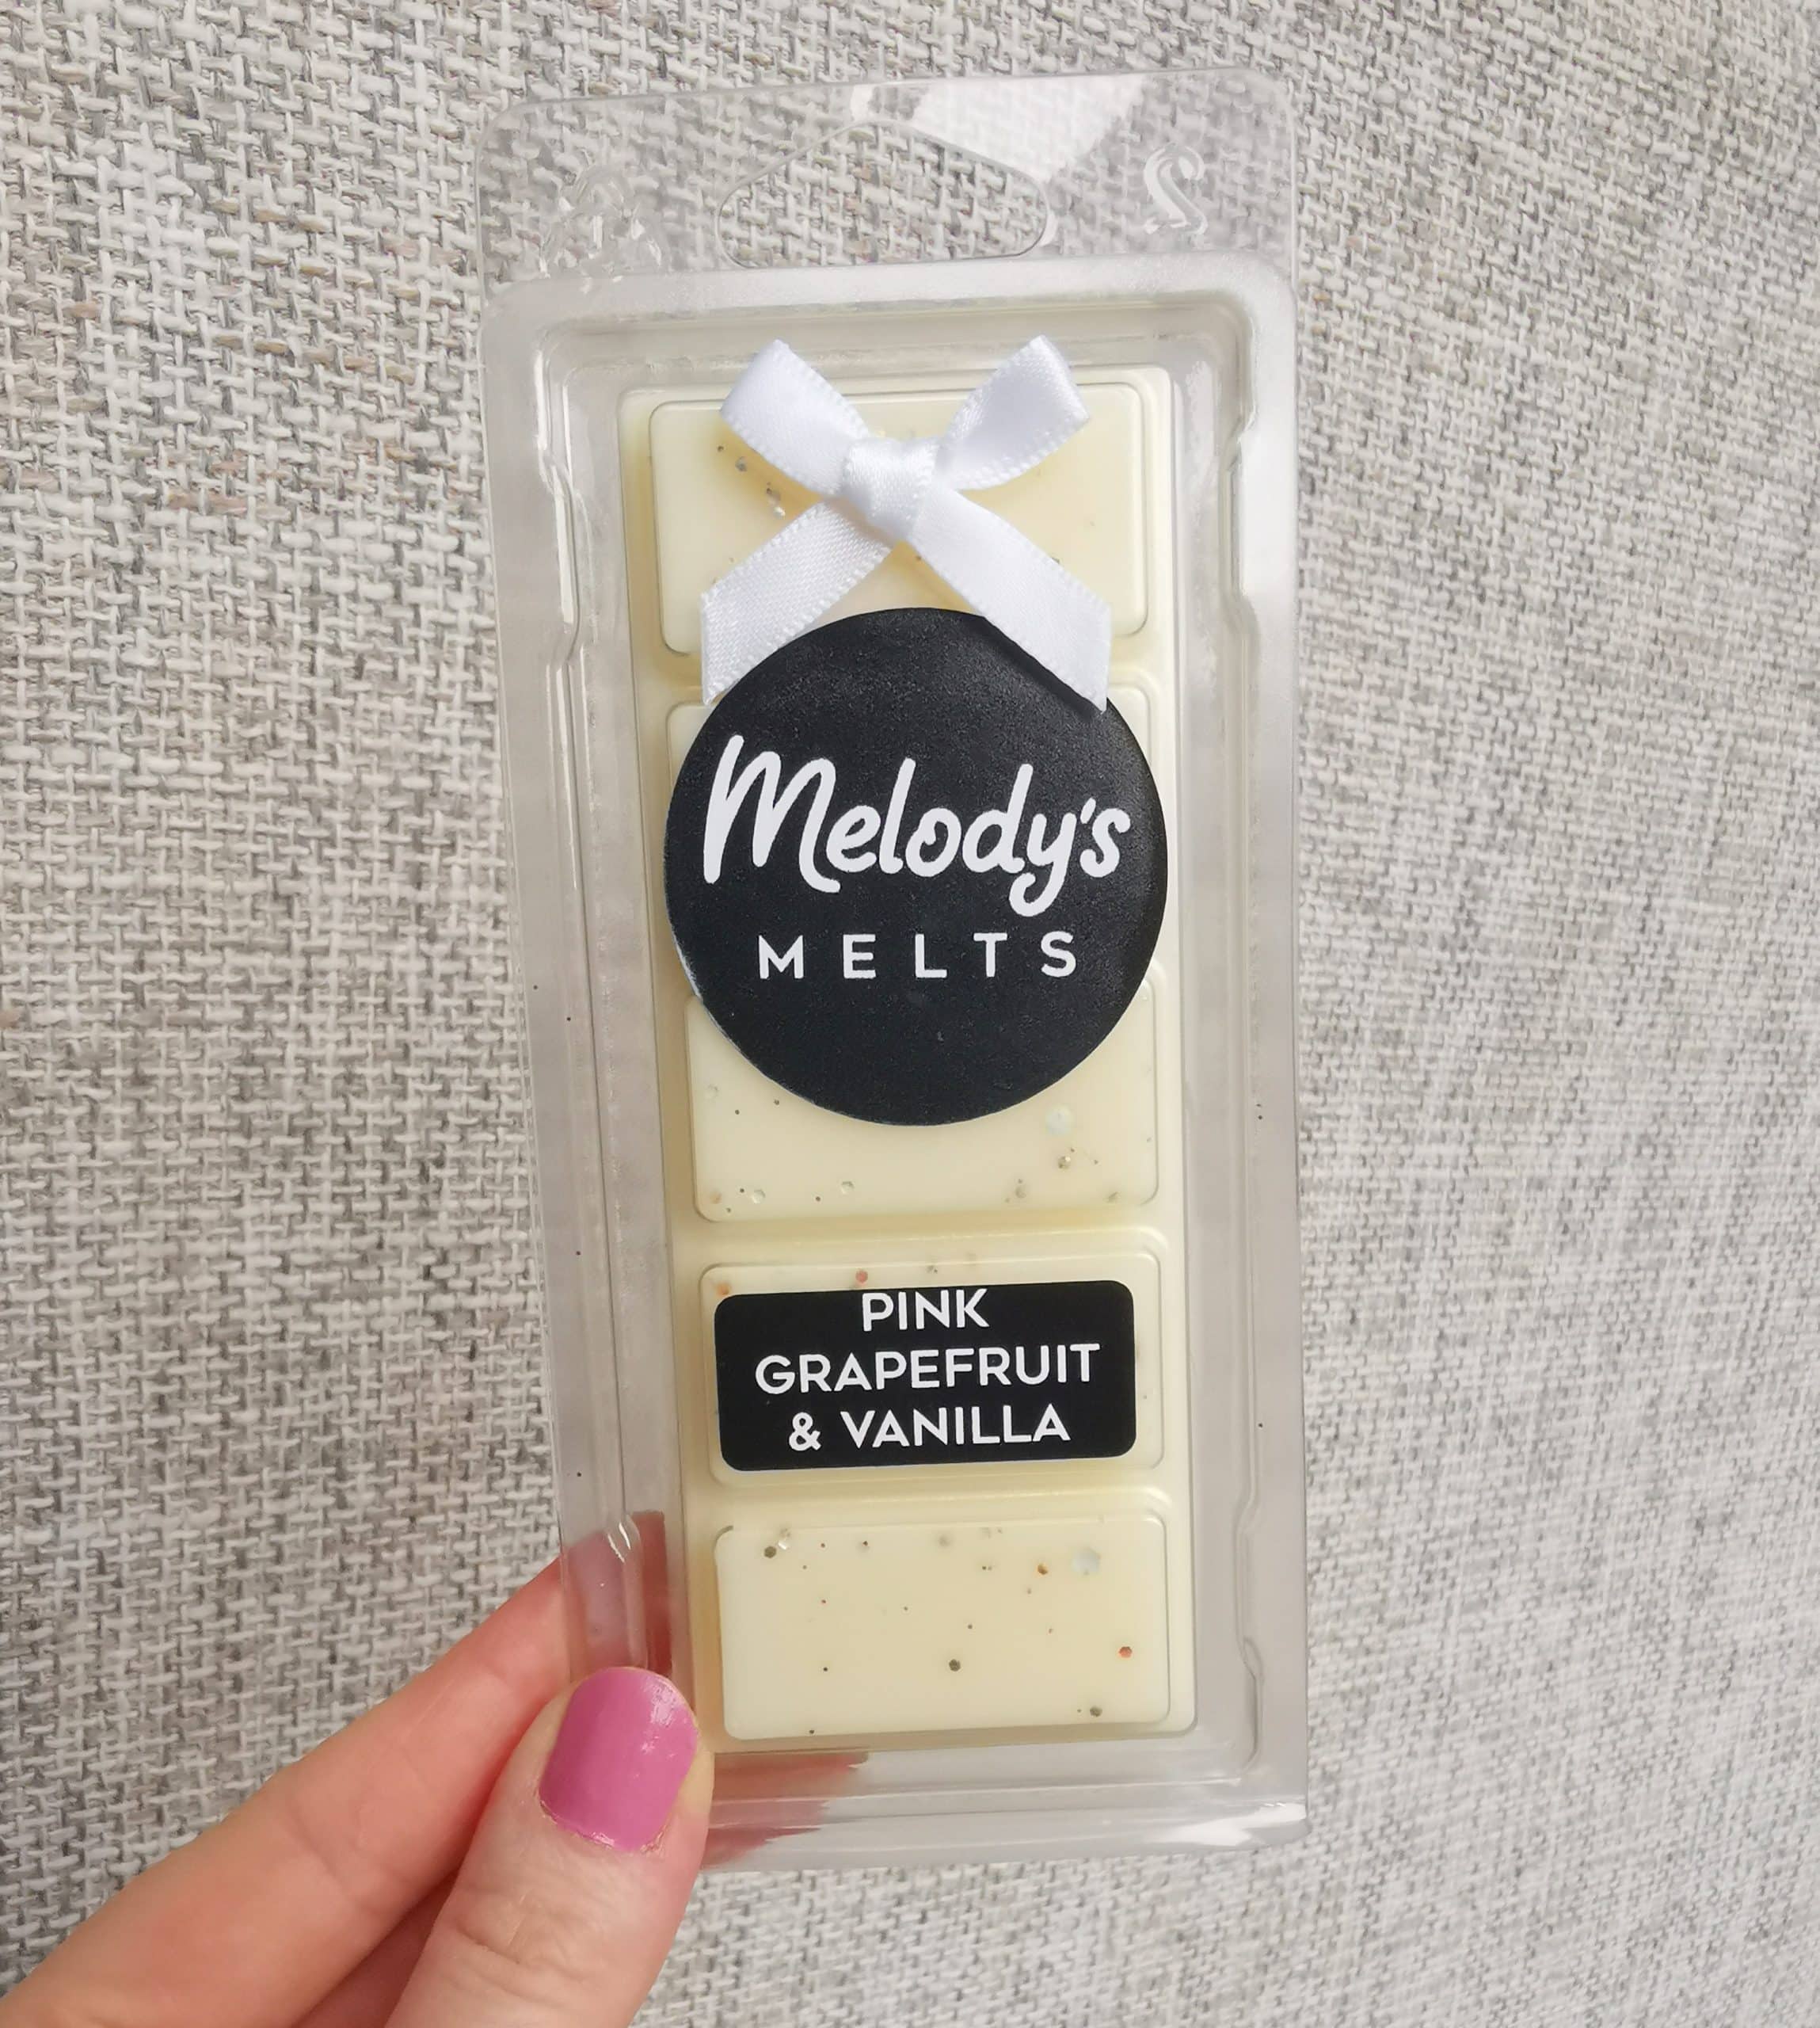 Melody's
MELTS
PINK
GRAPEFRUIT
& VANILLA